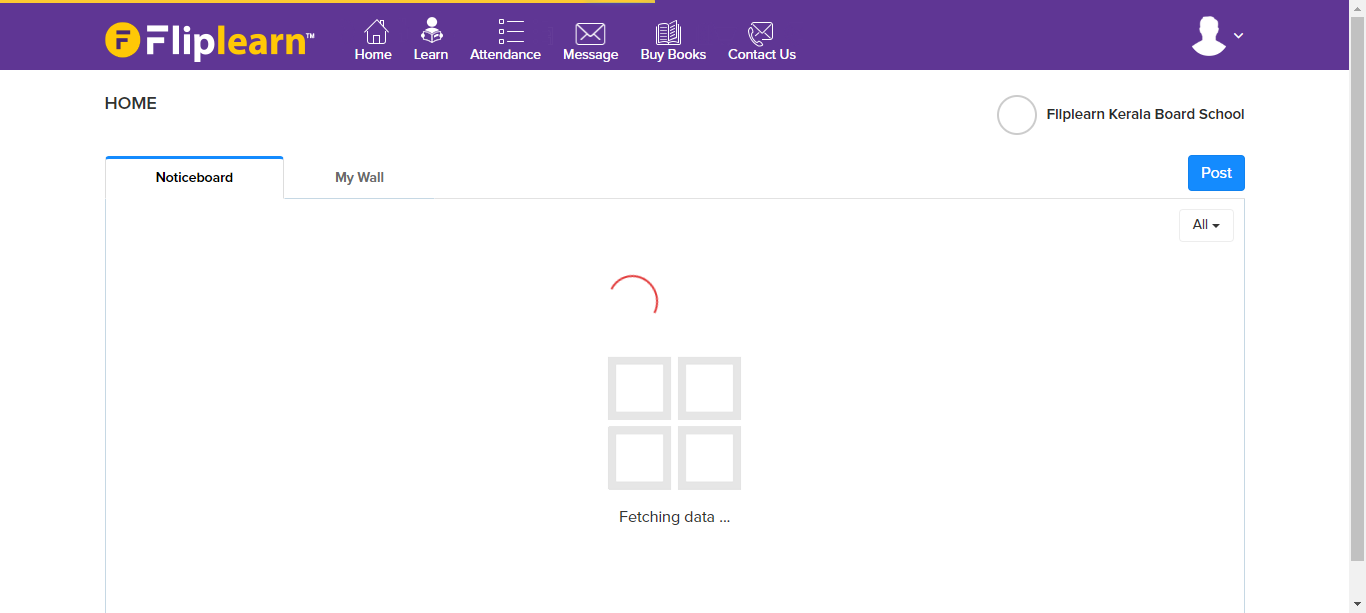 Fliplearn™
Home Learn Attendance Message Buy Books Contact Us
HOME
Fliplearn Kerala Board School
Noticeboard My Wall Post
All
Fetching data ...